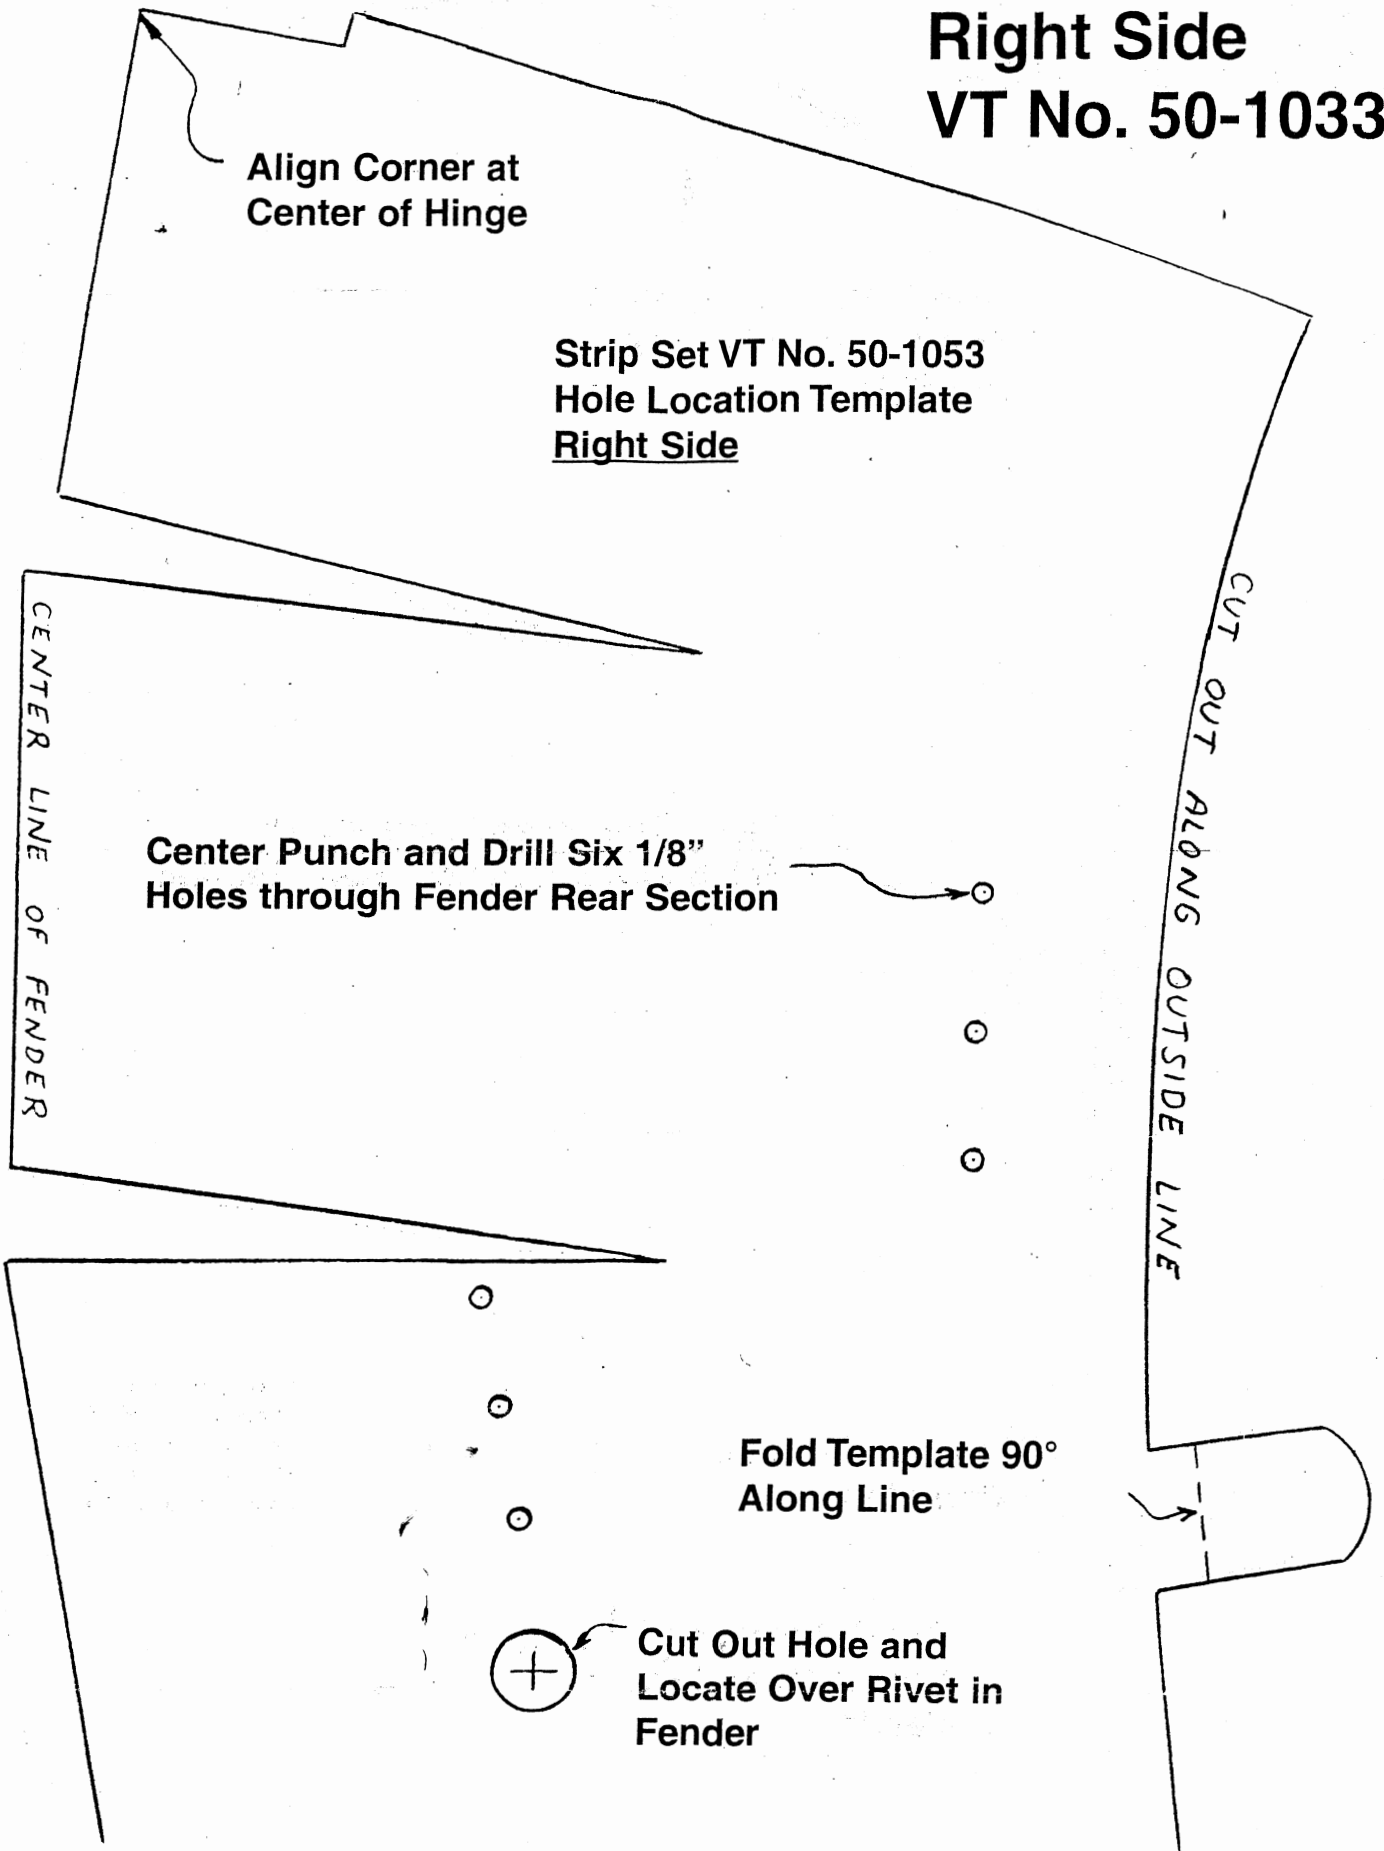 Right Side
VT No. 50-1033
Align Corner at
Center of Hinge
Strip Set VT No. 50-1053
Hole Location Template
Right Side
CUT OUT ALONG OUTSIDE LINE
CENTER LINE OF FENDER
Center Punch and Drill Six 1/8”
Holes through Fender Rear Section
Fold Template 90°
Along Line
Cut Out Hole and
Locate Over Rivet in
Fender